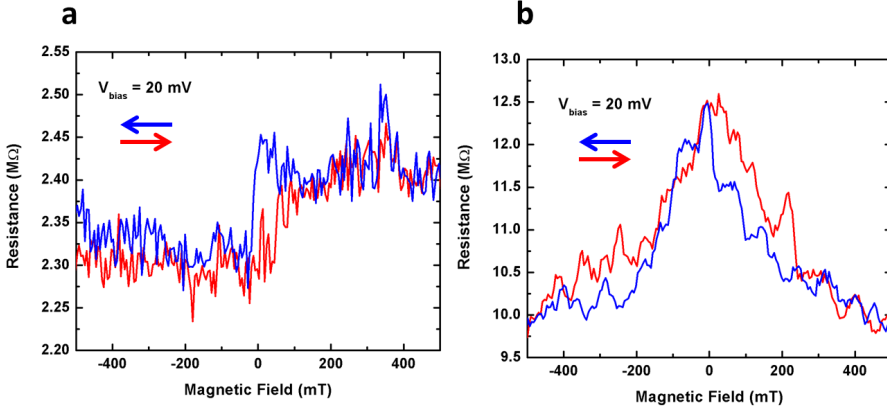 a
2.55
2.50
2.45
2.40
2.35
2.30
2.25
2.20
Resistance (MΩ)
V_bias = 20 mV
-400 -200 0 200 400
Magnetic Field (mT)
b
13.0
12.5
12.0
11.5
11.0
10.5
10.0
9.5
Resistance (MΩ)
V_bias = 20 mV
-400 -200 0 200 400
Magnetic Field (mT)